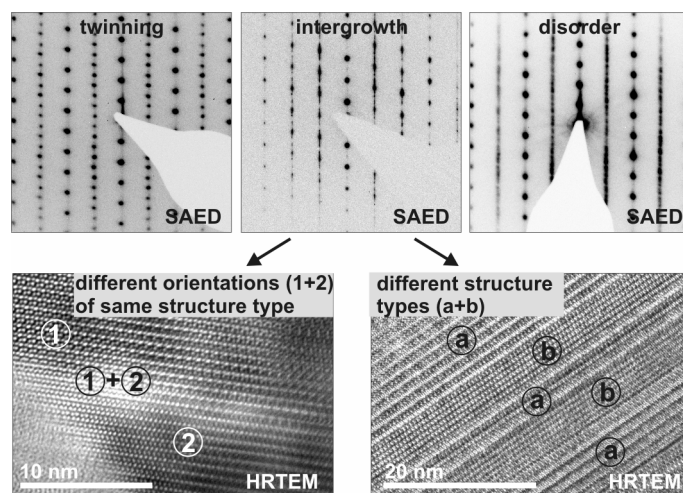 twinning
intergrowth
disorder
SAED
SAED
SAED
different orientations (1+2)
of same structure type
1
1+2
2
10 nm
HRTEM
different structure
types (a+b)
a
b
a
b
a
20 nm
HRTEM